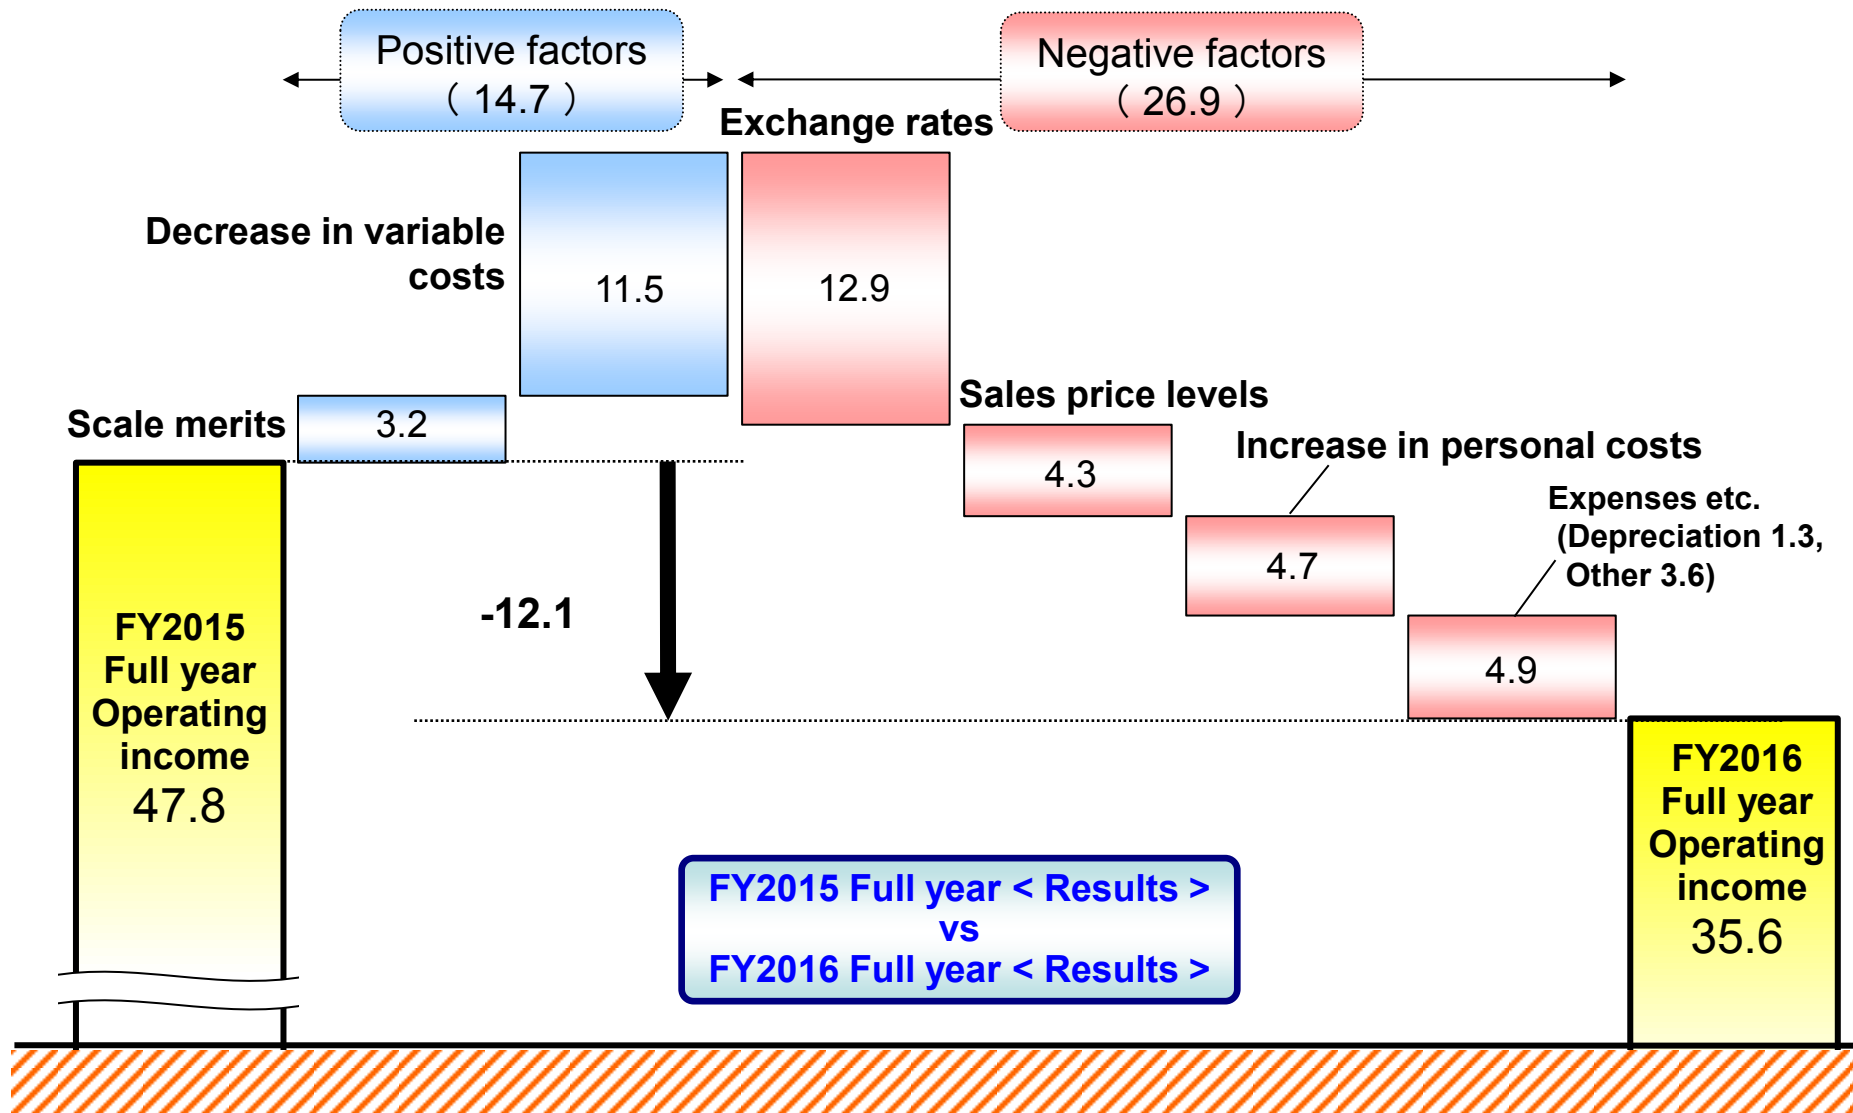 Positive factors
（ 14.7 ）
Negative factors
（ 26.9 ）
Exchange rates
Decrease in variable
costs
11.5
12.9
Sales price levels
Scale merits
3.2
Increase in personal costs
4.3
Expenses etc.
(Depreciation 1.3,
Other 3.6)
4.7
-12.1
4.9
FY2015
Full year
Operating
income
47.8
FY2016
Full year
Operating
income
35.6
FY2015 Full year < Results >
vs
FY2016 Full year < Results >